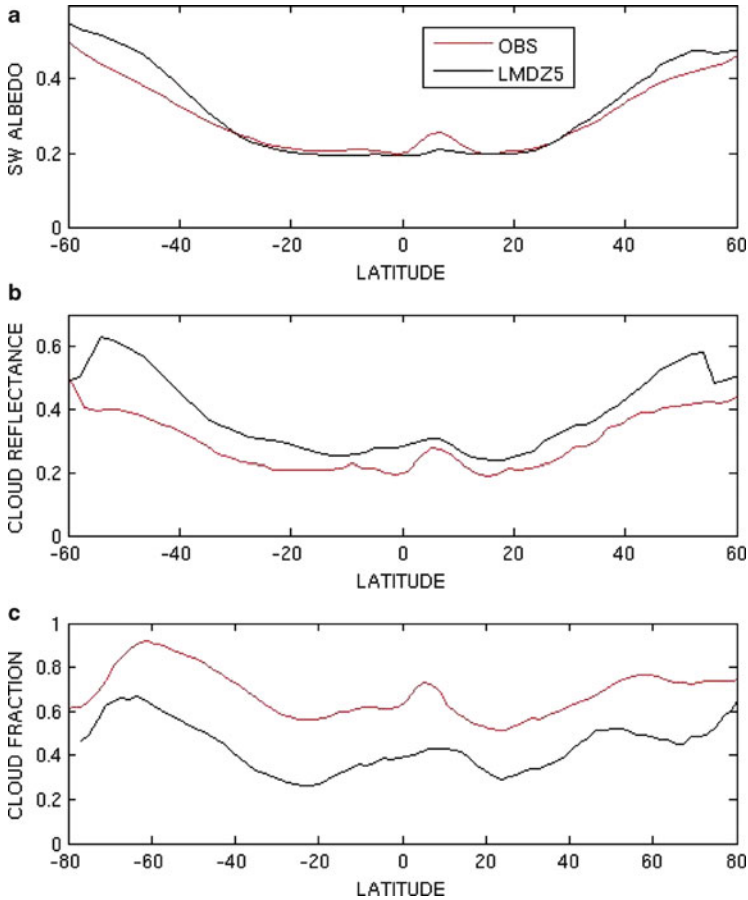 a
SW ALBEDO
0.4
0.2
0
OBS
LMDZ5
-60 -40 -20 0 20 40 60
LATITUDE
b
CLOUD REFLECTANCE
0.6
0.4
0.2
0
-60 -40 -20 0 20 40 60
LATITUDE
c
CLOUD FRACTION
1
0.8
0.6
0.4
0.2
0
-80 -60 -40 -20 0 20 40 60 80
LATITUDE